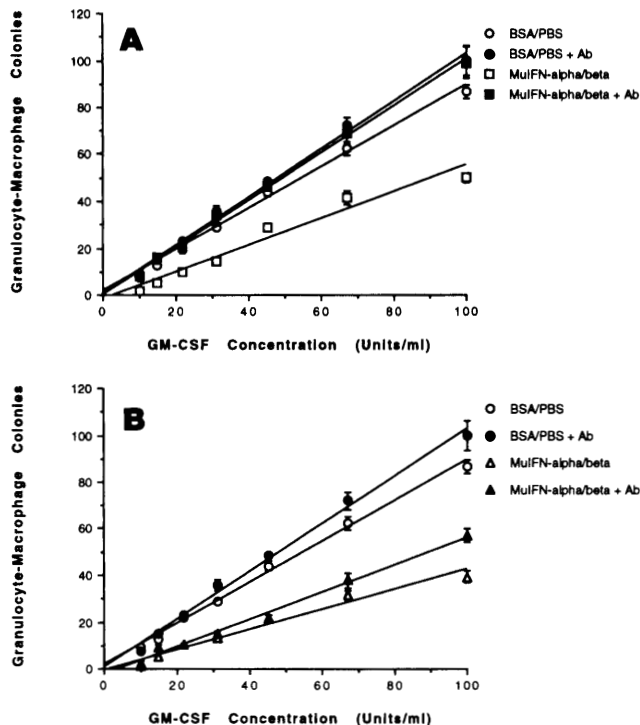 A
120
100
80
60
40
20
0
Granulocyte-Macrophage Colonies
0 20 40 60 80 100
GM-CSF Concentration (Units/ml)
BSA/PBS
BSA/PBS + Ab
MuIFN-alpha/beta
MuIFN-alpha/beta + Ab
B
120
100
80
60
40
20
0
Granulocyte-Macrophage Colonies
0 20 40 60 80 100
GM-CSF Concentration (Units/ml)
BSA/PBS
BSA/PBS + Ab
MuIFN-alpha/beta
MuIFN-alpha/beta + Ab